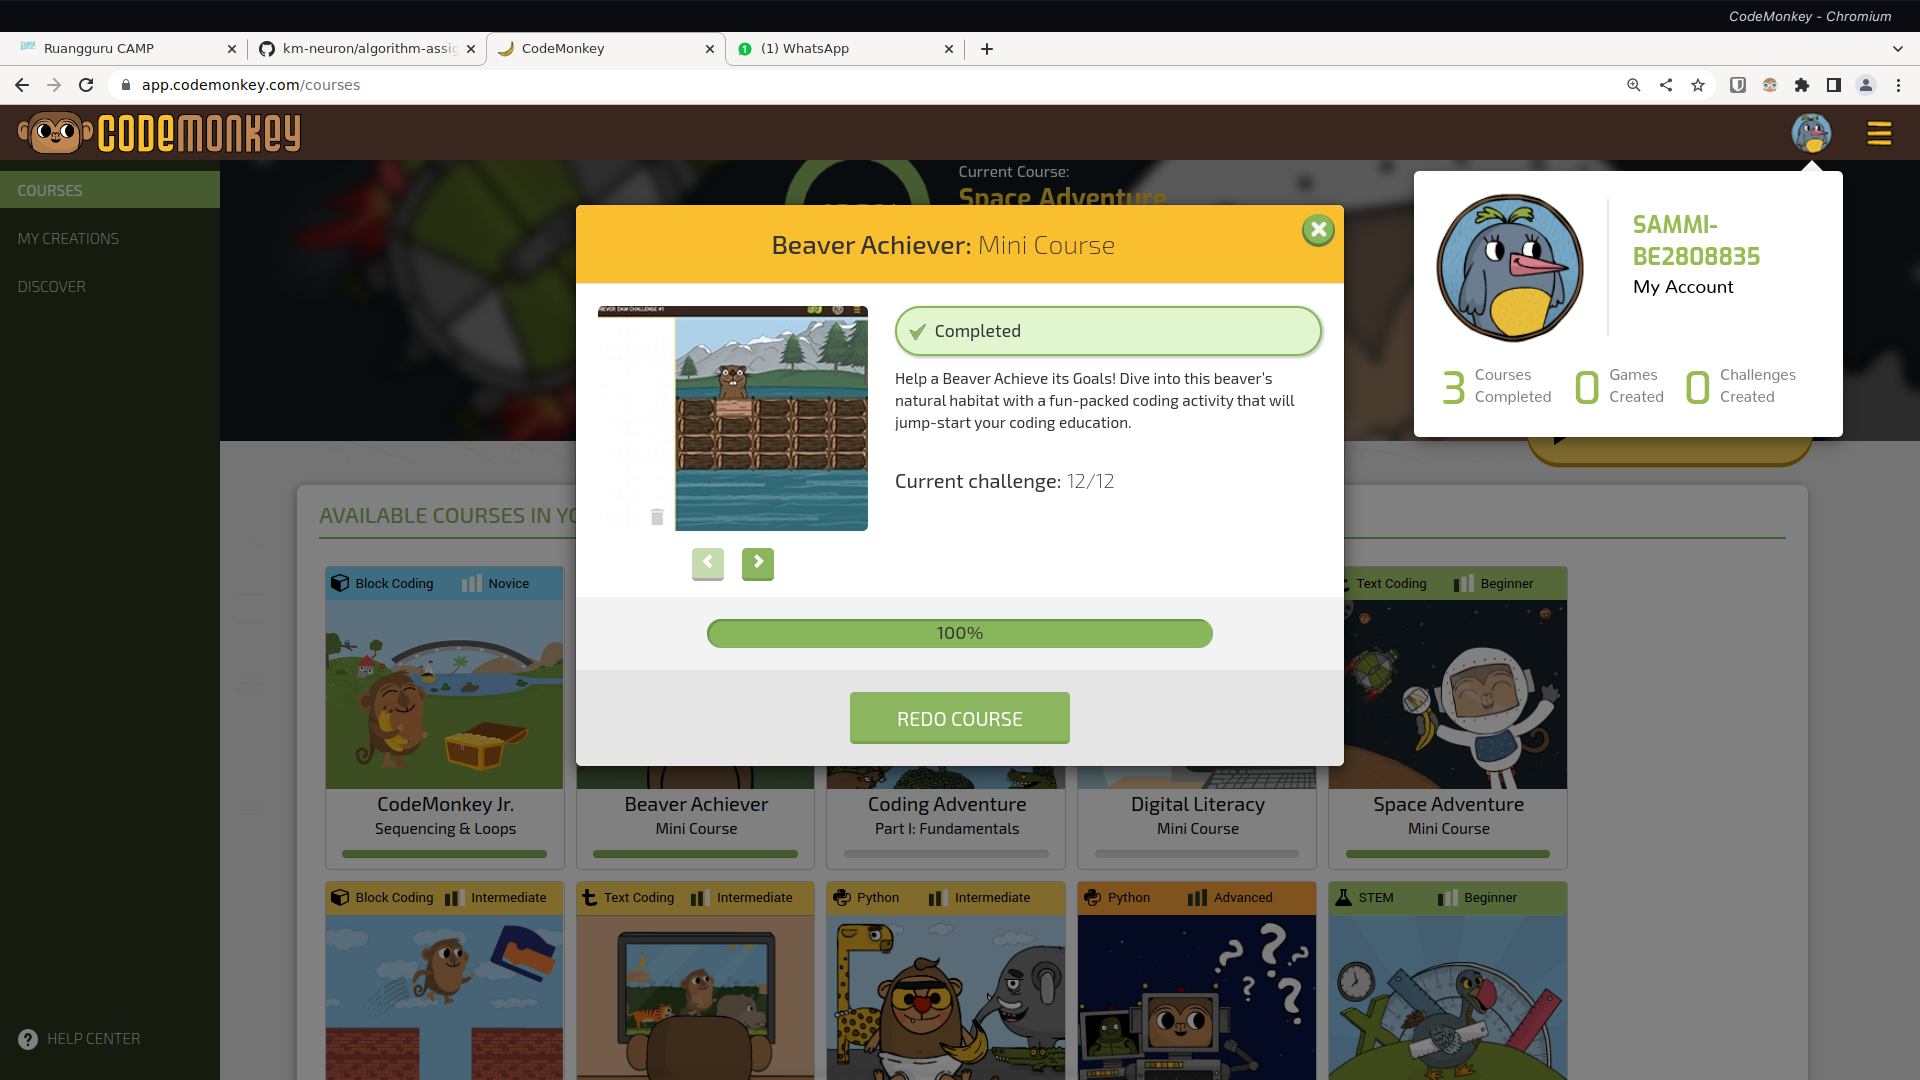 CodeMonkey - Chromium
Ruangguru CAMP
km-neuron/algorithm-assig
CodeMonkey
(1) WhatsApp
app.codemonkey.com/courses
CODEMONKEY
COURSES
MY CREATIONS
DISCOVER
HELP CENTER
Current Course:
Space Adventure
SAMMI-
BE2808835
My Account
3 Courses Completed
0 Games Created
0 Challenges Created
Beaver Achiever: Mini Course
Completed
Help a Beaver Achieve its Goals! Dive into this beaver's
natural habitat with a fun-packed coding activity that will
jump-start your coding education.
Current challenge: 12/12
100%
REDO COURSE
AVAILABLE COURSES IN YO
Block Coding Novice
Text Coding Beginner
CodeMonkey Jr.
Sequencing & Loops
Beaver Achiever
Mini Course
Coding Adventure
Part I: Fundamentals
Digital Literacy
Mini Course
Space Adventure
Mini Course
Block Coding Intermediate
Text Coding Intermediate
Python Intermediate
Python Advanced
STEM Beginner